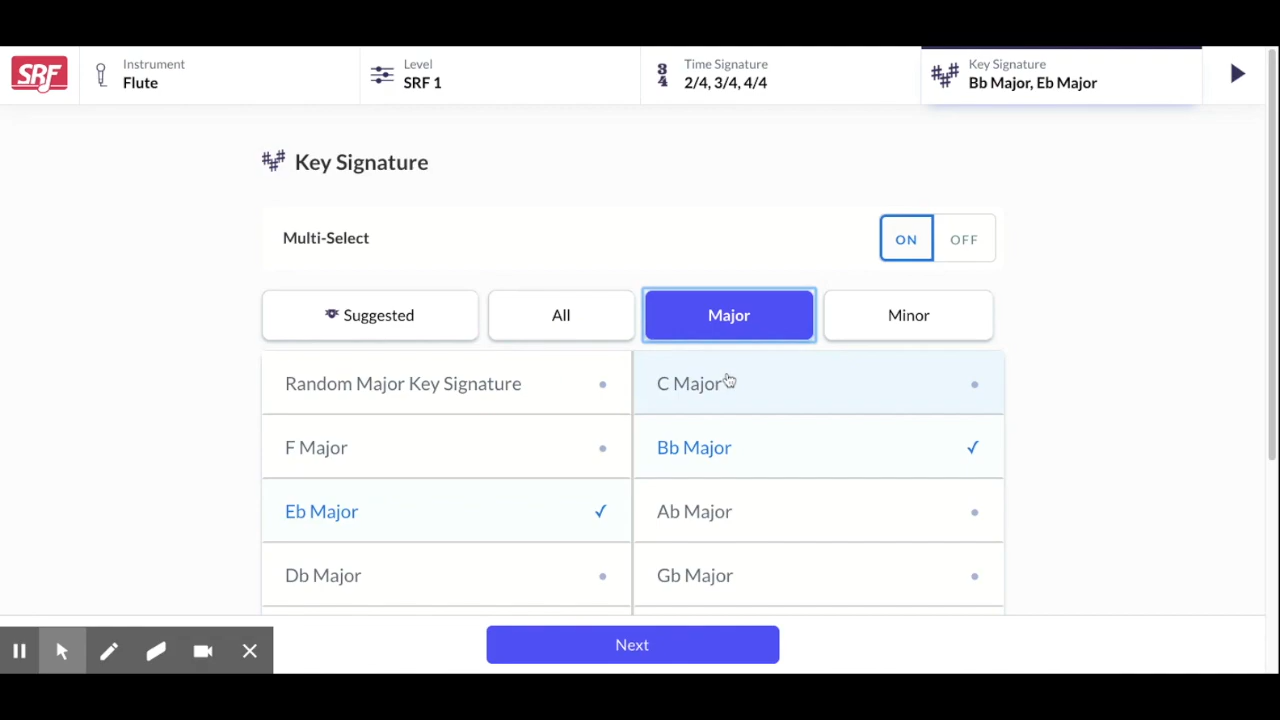 SRF
Instrument
Flute
Level
SRF 1
3
4
Time Signature
2/4, 3/4, 4/4
Key Signature
Bb Major, Eb Major
Key Signature
Multi-Select
ON
OFF
Suggested
All
Major
Minor
Random Major Key Signature
C Major
F Major
Bb Major
Eb Major
Ab Major
Db Major
Gb Major
Next